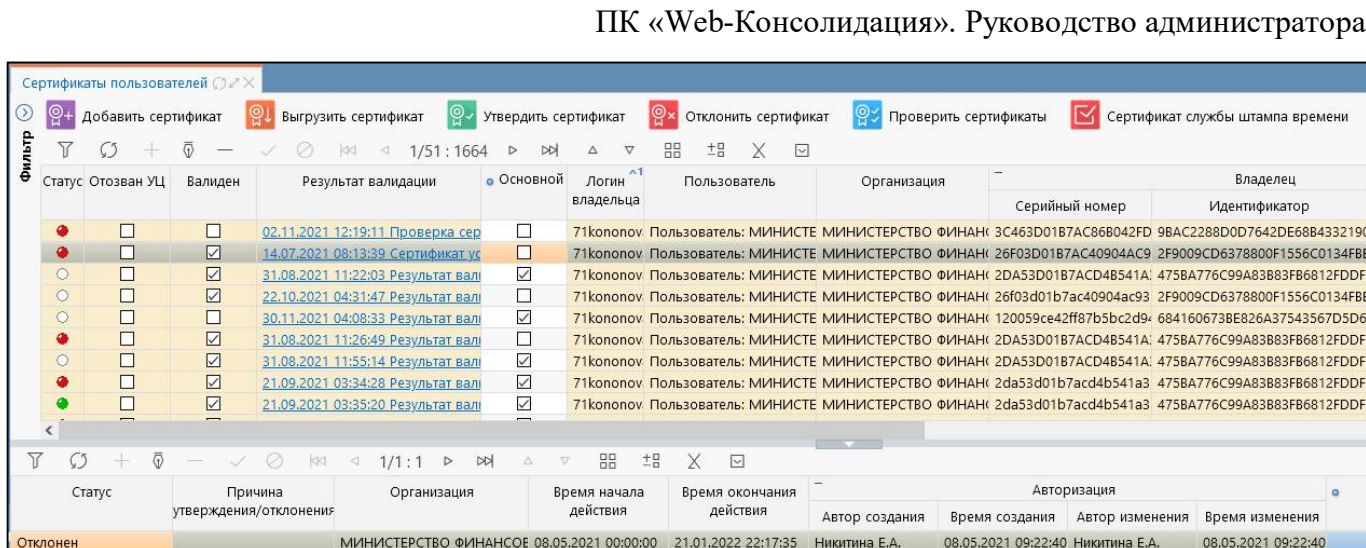 ПК «Web-Консолидация». Руководство администратора
Сертификаты пользователей
Фильтр
Добавить сертификат Выгрузить сертификат Утвердить сертификат Отклонить сертификат Проверить сертификаты Сертификат службы штампа времени
1/51 : 1664
Статус Отозван УЦ Валиден Результат валидации Основной Логин владельца Пользователь Организация Владелец
Серийный номер Идентификатор
02.11.2021 12:19:11 Проверка сер 71kononov Пользователь: МИНИСТЕ МИНИСТЕРСТВО ФИНАН 3C463D01B7AC86B042FD 9BAC2288D0D7642DE68B4332190
14.07.2021 08:13:39 Сертификат ус 71kononov Пользователь: МИНИСТЕ МИНИСТЕРСТВО ФИНАН 26F03D01B7AC40904AC9 2F9009CD6378800F1556C0134FBE
31.08.2021 11:22:03 Результат вали 71kononov Пользователь: МИНИСТЕ МИНИСТЕРСТВО ФИНАН 2DA53D01B7ACD4B541A 475BA776C99A83B83FB6812FDDF
22.10.2021 04:31:47 Результат вали 71kononov Пользователь: МИНИСТЕ МИНИСТЕРСТВО ФИНАН 26f03d01b7ac40904ac93 2F9009CD6378800F1556C0134FBE
30.11.2021 04:08:33 Результат вали 71kononov Пользователь: МИНИСТЕ МИНИСТЕРСТВО ФИНАН 120059ce42ff87b5bc2d9 684160673BE826A37543567D5D6
31.08.2021 11:26:49 Результат вали 71kononov Пользователь: МИНИСТЕ МИНИСТЕРСТВО ФИНАН 2DA53D01B7ACD4B541A 475BA776C99A83B83FB6812FDDF
31.08.2021 11:55:14 Результат вали 71kononov Пользователь: МИНИСТЕ МИНИСТЕРСТВО ФИНАН 2DA53D01B7ACD4B541A 475BA776C99A83B83FB6812FDDF
21.09.2021 03:34:28 Результат вали 71kononov Пользователь: МИНИСТЕ МИНИСТЕРСТВО ФИНАН 2da53d01b7acd4b541a3 475BA776C99A83B83FB6812FDDF
21.09.2021 03:35:20 Результат вали 71kononov Пользователь: МИНИСТЕ МИНИСТЕРСТВО ФИНАН 2da53d01b7acd4b541a3 475BA776C99A83B83FB6812FDDF
1/1 : 1
Статус Причина утверждения/отклонения Организация Время начала действия Время окончания действия Авторизация
Автор создания Время создания Автор изменения Время изменения
Отклонен МИНИСТЕРСТВО ФИНАНСОЕ 08.05.2021 00:00:00 21.01.2022 22:17:35 Никитина Е.А. 08.05.2021 09:22:40 Никитина Е.А. 08.05.2021 09:22:40